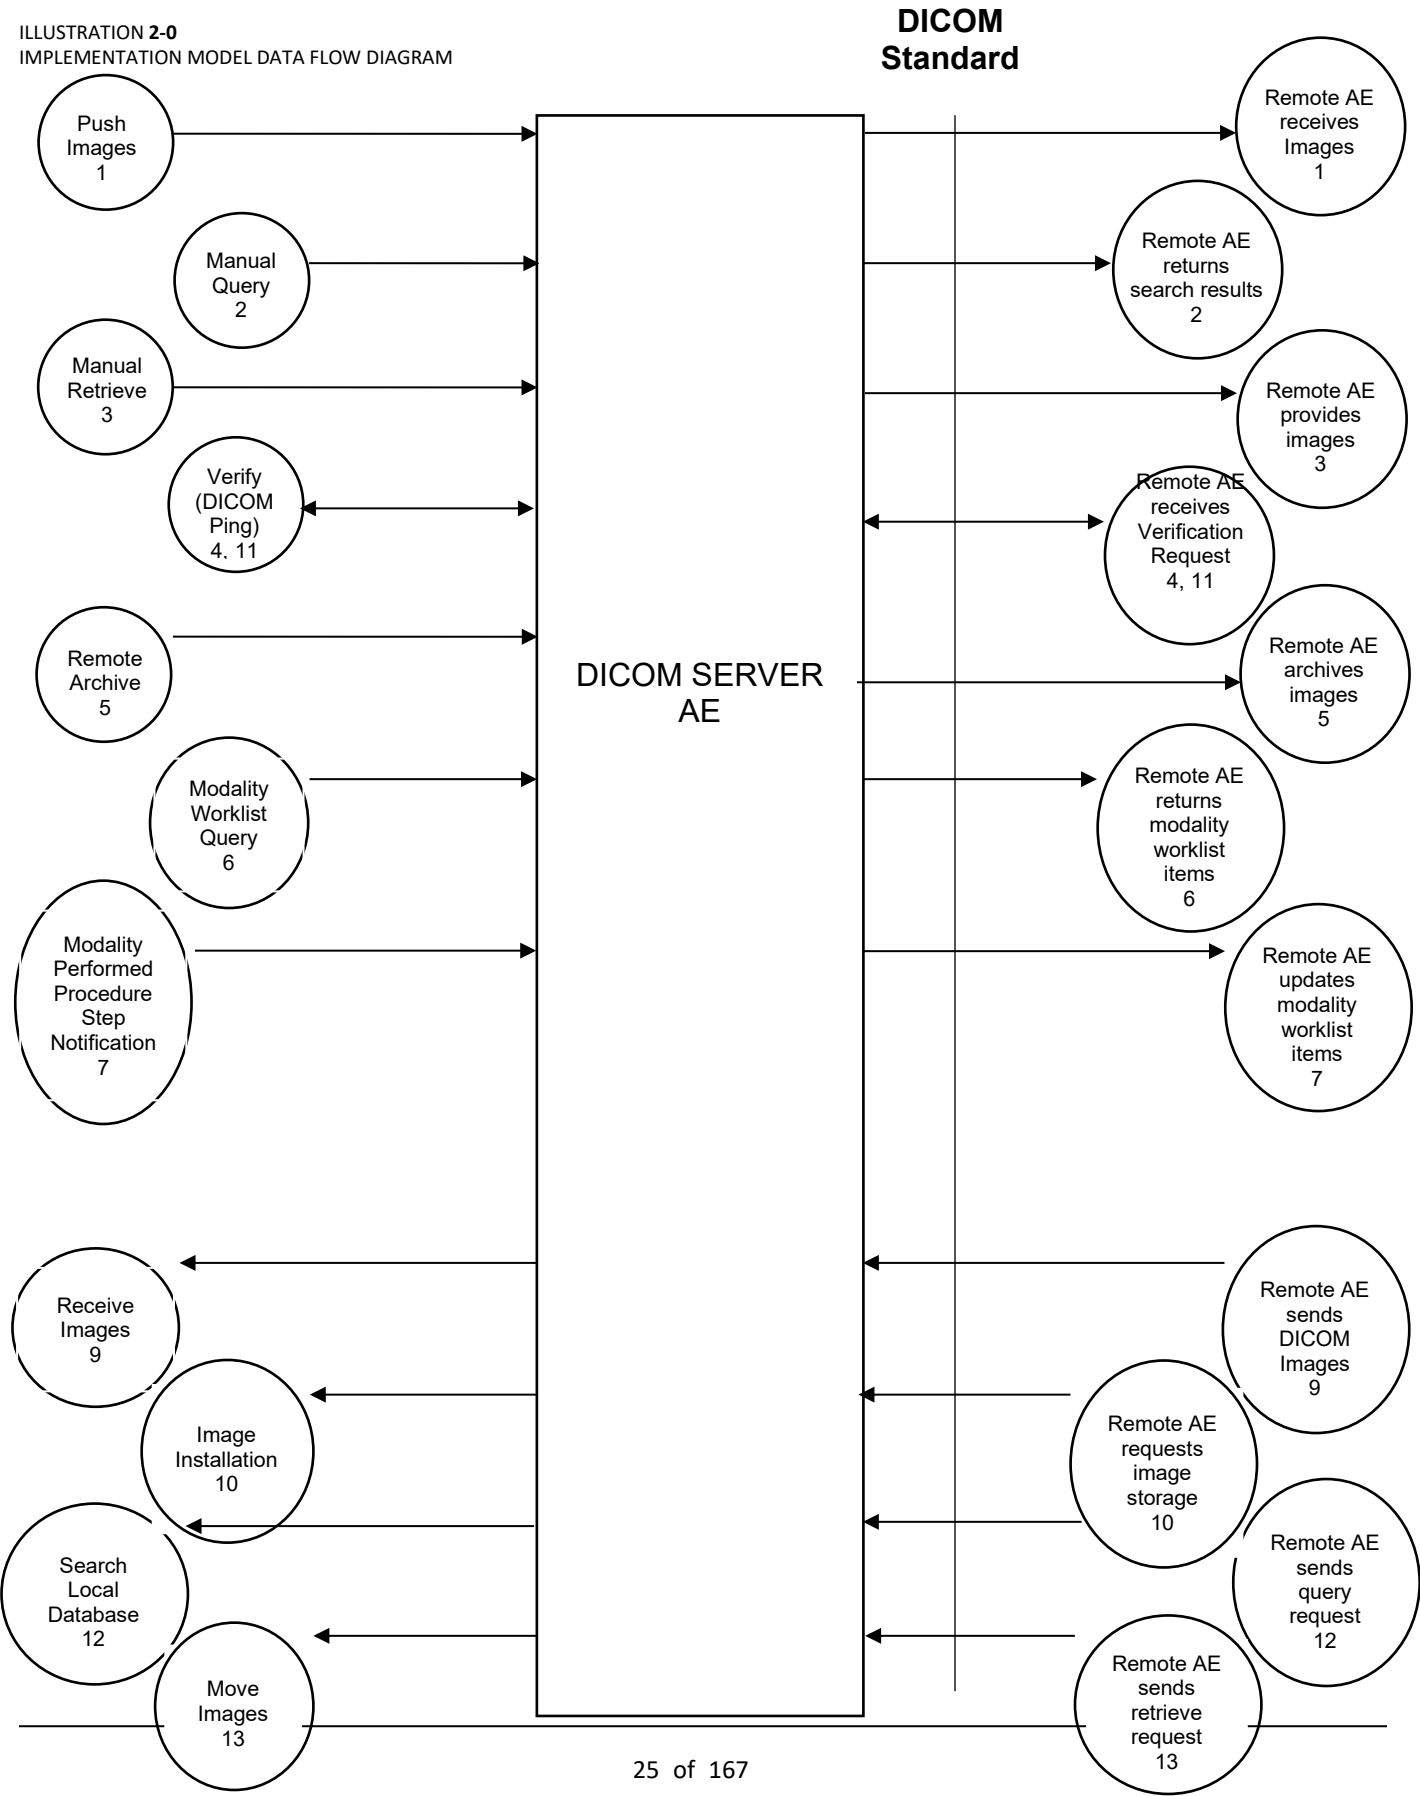 ILLUSTRATION 2-0
IMPLEMENTATION MODEL DATA FLOW DIAGRAM
DICOM
Standard
Push
Images
1
Manual
Query
2
Manual
Retrieve
3
Verify
(DICOM
Ping)
4, 11
Remote
Archive
5
Modality
Worklist
Query
6
Modality
Performed
Procedure
Step
Notification
7
Receive
Images
9
Image
Installation
10
Search
Local
Database
12
Move
Images
13
DICOM SERVER
AE
Remote AE
receives
Images
1
Remote AE
returns
search results
2
Remote AE
provides
images
3
Remote AE
receives
Verification
Request
4, 11
Remote AE
archives
images
5
Remote AE
returns
modality
worklist
items
6
Remote AE
updates
modality
worklist
items
7
Remote AE
sends
DICOM
Images
9
Remote AE
requests
image
storage
10
Remote AE
sends
query
request
12
Remote AE
sends
retrieve
request
13
25 of 167